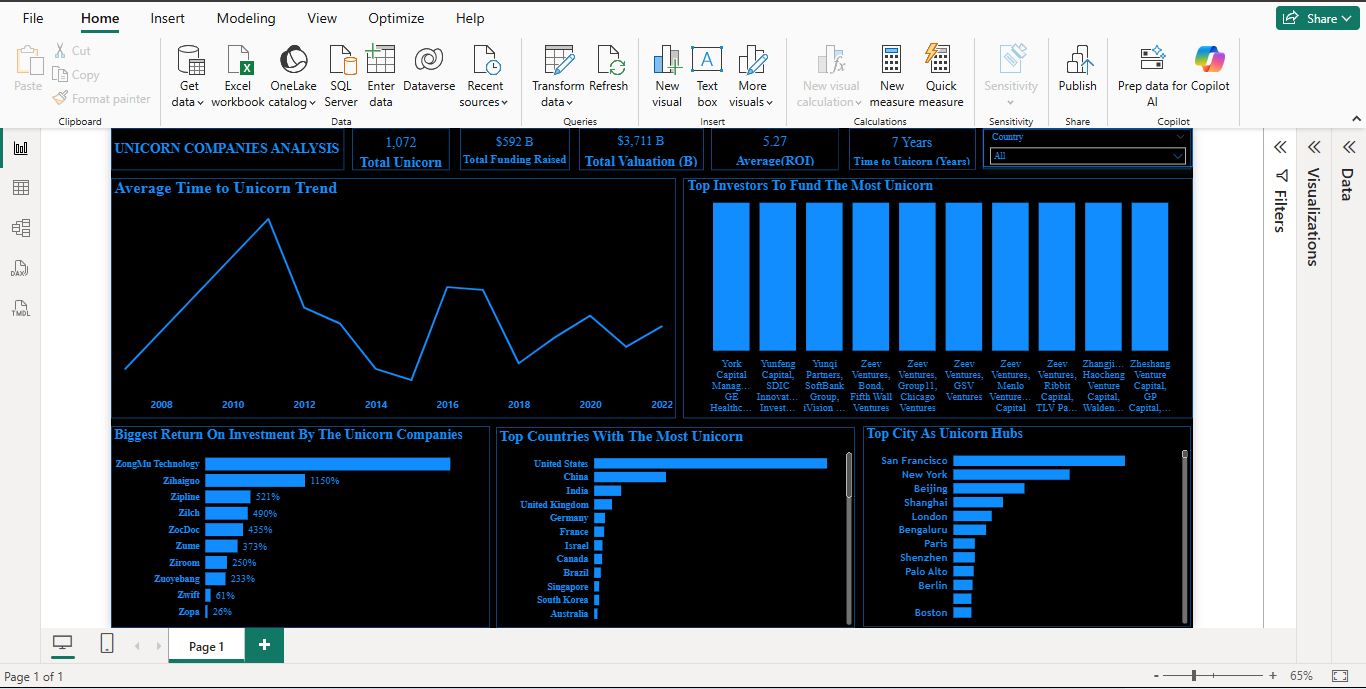 File Home Insert Modeling View Optimize Help Share
Paste Cut
Copy
Format painter
Get data Excel workbook OneLake catalog SQL Server Enter data Dataverse Recent sources
Transform data Refresh
New visual Text box More visuals
New visual calculation New measure Quick measure
Sensitivity
Publish
Prep data for AI Copilot
Clipboard Data Queries Insert Calculations Sensitivity Share Copilot
DAX
TMDL
UNICORN COMPANIES ANALYSIS
1,072
Total Unicorn
$592 B
Total Funding Raised
$3,711 B
Total Valuation (B)
5.27
Average(ROI)
7 Years
Time to Unicorn (Years)
Country
All
Average Time to Unicorn Trend
2008 2010 2012 2014 2016 2018 2020 2022
Top Investors To Fund The Most Unicorn
York Capital Manag... GE Healthc...
Yunfeng Capital, SDIC Innovat... Invest...
Yunqi Partners, SoftBank Group, iVision ...
Zeev Ventures, Bond, Fifth Wall Ventures
Zeev Ventures, Group11, Chicago Ventures
Zeev Ventures, GSV Ventures
Zeev Ventures, Menlo Venture... Capital
Zeev Ventures, Ribbit Capital, TLV Pa...
Zhangji... Haocheng Venture Capital, Walden...
Zheshang Venture Capital, GP Capital,...
Biggest Return On Investment By The Unicorn Companies
ZongMu Technology
Zihaiguo 1150%
Zipline 521%
Zilch 490%
ZocDoc 435%
Zume 373%
Ziroom 250%
Zuoyebang 233%
Zwift 61%
Zopa 26%
Top Countries With The Most Unicorn
United States
China
India
United Kingdom
Germany
France
Israel
Canada
Brazil
Singapore
South Korea
Australia
Top City As Unicorn Hubs
San Francisco
New York
Beijing
Shanghai
London
Bengaluru
Paris
Shenzhen
Palo Alto
Berlin
Boston
Filters
Visualizations
Data
Page 1
+
Page 1 of 1
- + 65%